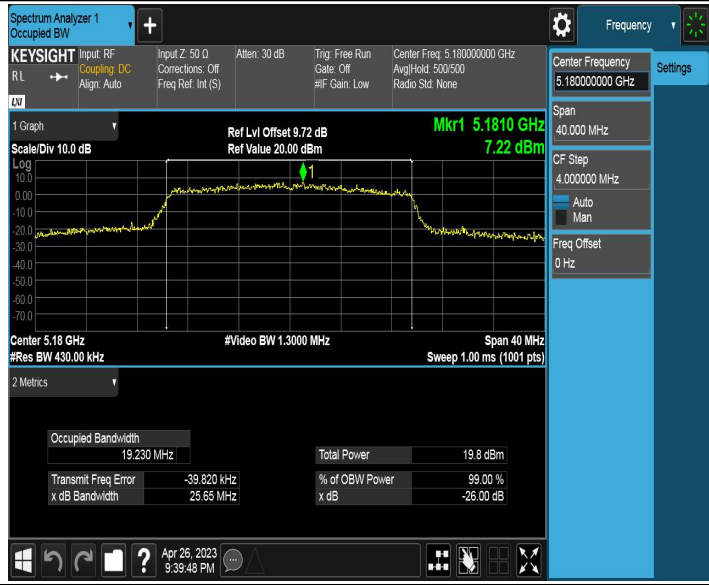 Spectrum Analyzer 1
Occupied BW
Frequency
KEYSIGHT
RL
LXI
Input: RF
Coupling: DC
Align: Auto
Input Z: 50 Ω
Corrections: Off
Freq Ref: Int (S)
Atten: 30 dB
Trig: Free Run
Gate: Off
#IF Gain: Low
Center Freq: 5.180000000 GHz
Avg|Hold: 500/500
Radio Std: None
Center Frequency
5.180000000 GHz
Settings
Span
40.000 MHz
CF Step
4.000000 MHz
Auto
Man
Freq Offset
0 Hz
1 Graph
Scale/Div 10.0 dB
Ref Lvl Offset 9.72 dB
Ref Value 20.00 dBm
Mkr1 5.1810 GHz
7.22 dBm
Log
10.0
0.00
-10.0
-20.0
-30.0
-40.0
-50.0
-60.0
-70.0
1
Center 5.18 GHz
#Res BW 430.00 kHz
#Video BW 1.3000 MHz
Span 40 MHz
Sweep 1.00 ms (1001 pts)
2 Metrics
Occupied Bandwidth
19.230 MHz
Total Power 19.8 dBm
Transmit Freq Error -39.820 kHz
% of OBW Power 99.00 %
x dB Bandwidth 25.65 MHz
x dB -26.00 dB
Apr 26, 2023
9:39:48 PM